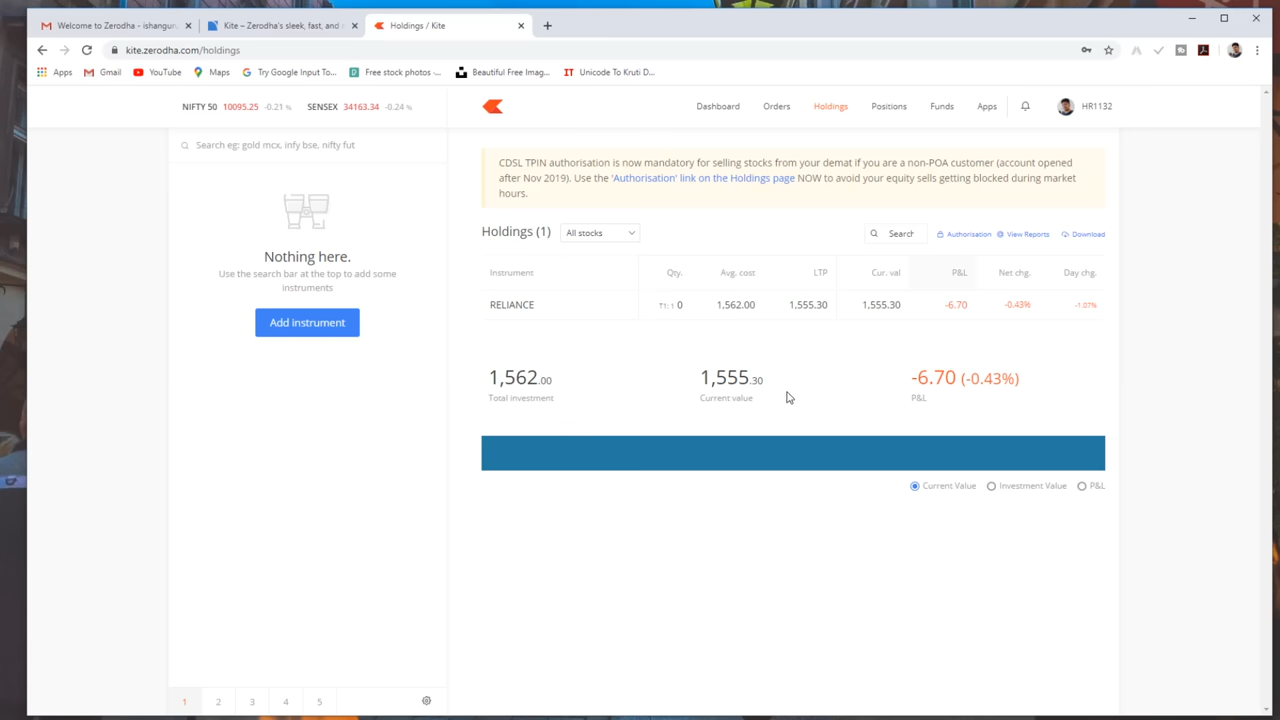 Welcome to Zerodha - ishanguru
Kite – Zerodha's sleek, fast, and
Holdings / Kite
kite.zerodha.com/holdings
Apps
Gmail
YouTube
Maps
Try Google Input To...
Free stock photos -...
Beautiful Free Imag...
Unicode To Kruti D...
NIFTY 50 10095.25 -0.21 %
SENSEX 34163.34 -0.24 %
Dashboard
Orders
Holdings
Positions
Funds
Apps
HR1132
Search eg: gold mcx, infy bse, nifty fut
Nothing here.
Use the search bar at the top to add some
instruments
Add instrument
1 2 3 4 5
CDSL TPIN authorisation is now mandatory for selling stocks from your demat if you are a non-POA customer (account opened
after Nov 2019). Use the 'Authorisation' link on the Holdings page NOW to avoid your equity sells getting blocked during market
hours.
Holdings (1)
All stocks
Search
Authorisation
View Reports
Download
Instrument Qty. Avg. cost LTP Cur. val P&L Net chg. Day chg.
RELIANCE T1: 1 0 1,562.00 1,555.30 1,555.30 -6.70 -0.43% -1.07%
1,562.00 1,555.30 -6.70 (-0.43%)
Total investment Current value P&L
Current Value Investment Value P&L